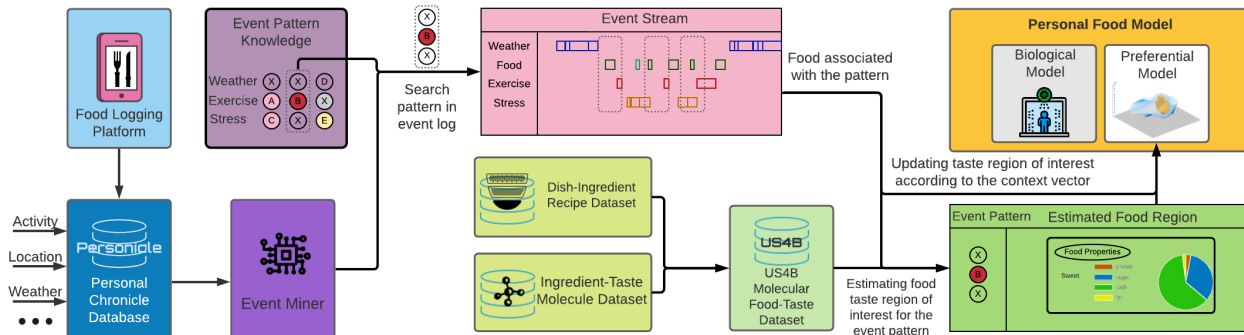 Food Logging
Platform
Activity
Location
Weather
Personicle
Personal
Chronicle
Database
Event Pattern
Knowledge
Weather X X D
Exercise A B X
Stress C X E
Event Miner
X
B
X
Search
pattern in
event log
Event Stream
Weather
Food
Exercise
Stress
Food associated
with the pattern
Dish-Ingredient
Recipe Dataset
Ingredient-Taste
Molecule Dataset
US4B
US4B
Molecular
Food-Taste
Dataset
Estimating food
taste region of
interest for the
event pattern
Personal Food Model
Biological
Model
Preferential
Model
Updating taste region of interest
according to the context vector
Event Pattern
Estimated Food Region
X
B
X
Food Properties
Sweet
sugar
carb